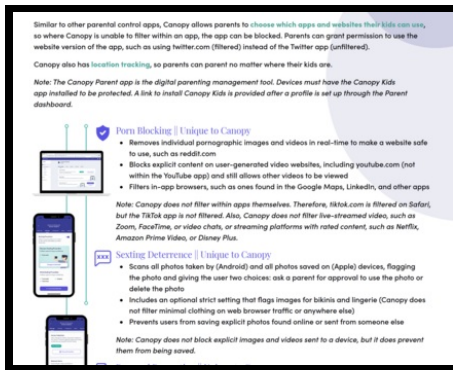 Similar to other parental control apps, Canopy allows parents to choose which apps and websites their kids can use,
so where Canopy is unable to filter within an app, the app can be blocked. Parents can grant permission to use the
website version of the app, such as using twitter.com (filtered) instead of the Twitter app (unfiltered).
Canopy also has location tracking, so parents can parent no matter where their kids are.
Note: The Canopy Parent app is the digital parenting management tool. Devices must have the Canopy Kids
app installed to be protected. A link to install Canopy Kids is provided after a profile is set up through the Parent
dashboard.
Porn Blocking || Unique to Canopy
• Removes individual pornographic images and videos in real-time to make a website safe
to use, such as reddit.com
• Blocks explicit content on user-generated video websites, including youtube.com (not
within the YouTube app) and still allows other videos to be viewed
• Filters in-app browsers, such as ones found in the Google Maps, LinkedIn, and other apps
Note: Canopy does not filter within apps themselves. Therefore, tiktok.com is filtered on Safari,
but the TikTok app is not filtered. Also, Canopy does not filter live-streamed video, such as
Zoom, FaceTime, or video chats, or streaming platforms with rated content, such as Netflix,
Amazon Prime Video, or Disney Plus.
XXX
Sexting Deterrence || Unique to Canopy
• Scans all photos taken by (Android) and all photos saved on (Apple) devices, flagging
the photo and giving the user two choices: ask a parent for approval to use the photo or
delete the photo
• Includes an optional strict setting that flags images for bikinis and lingerie (Canopy does
not filter minimal clothing on web browser traffic or anywhere else)
• Prevents users from saving explicit photos found online or sent from someone else
Note: Canopy does not block explicit images and videos sent to a device, but it does prevent
them from being saved.